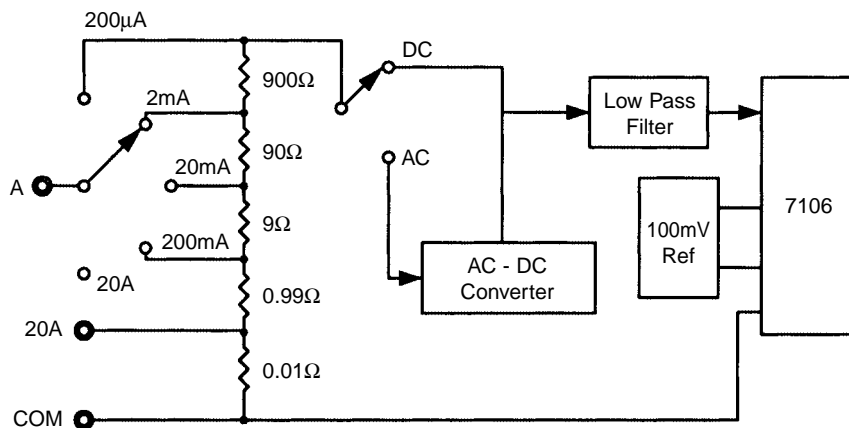 200μA
DC
900Ω
2mA
Low Pass
Filter
90Ω
AC
20mA
A
7106
9Ω
100mV
Ref
200mA
AC - DC
Converter
20A
0.99Ω
20A
0.01Ω
COM